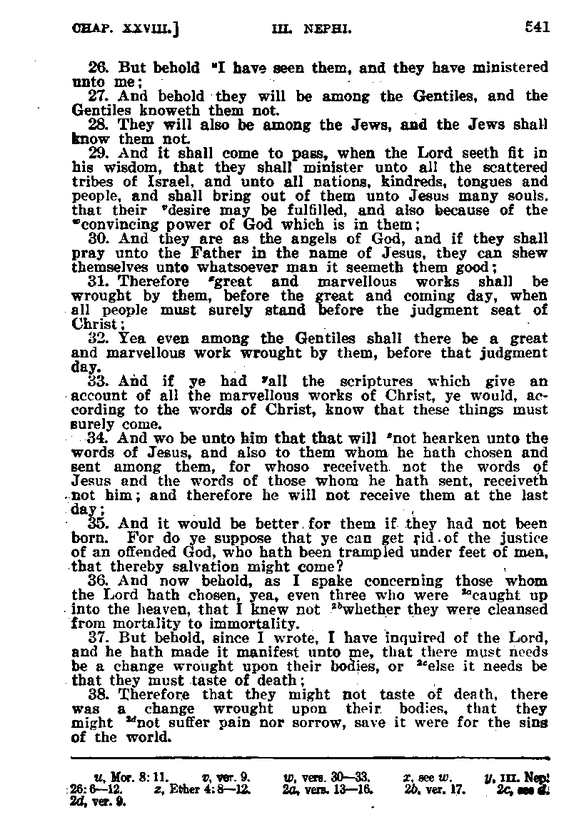 CHAP. XXVIII.] III. NEPHI. 541
26. But behold ᵘI have seen them, and they have ministered
unto me;
27. And behold they will be among the Gentiles, and the
Gentiles knoweth them not.
28. They will also be among the Jews, and the Jews shall
know them not.
29. And it shall come to pass, when the Lord seeth fit in
his wisdom, that they shall minister unto all the scattered
tribes of Israel, and unto all nations, kindreds, tongues and
people, and shall bring out of them unto Jesus many souls.
that their ᵛdesire may be fulfilled, and also because of the
ʷconvincing power of God which is in them;
30. And they are as the angels of God, and if they shall
pray unto the Father in the name of Jesus, they can shew
themselves unto whatsoever man it seemeth them good;
31. Therefore ˣgreat and marvellous works shall be
wrought by them, before the great and coming day, when
all people must surely stand before the judgment seat of
Christ;
32. Yea even among the Gentiles shall there be a great
and marvellous work wrought by them, before that judgment
day.
33. And if ye had ʸall the scriptures which give an
account of all the marvellous works of Christ, ye would, ac-
cording to the words of Christ, know that these things must
surely come.
34. And wo be unto him that that will ᶻnot hearken unto the
words of Jesus, and also to them whom he hath chosen and
sent among them, for whoso receiveth not the words of
Jesus and the words of those whom he hath sent, receiveth
not him; and therefore he will not receive them at the last
day;
35. And it would be better for them if they had not been
born. For do ye suppose that ye can get rid of the justice
of an offended God, who hath been trampled under feet of men,
that thereby salvation might come?
36. And now behold, as I spake concerning those whom
the Lord hath chosen, yea, even three who were ²ᵃcaught up
into the heaven, that I knew not ²ᵇwhether they were cleansed
from mortality to immortality.
37. But behold, since I wrote, I have inquired of the Lord,
and he hath made it manifest unto me, that there must needs
be a change wrought upon their bodies, or ²ᶜelse it needs be
that they must taste of death;
38. Therefore that they might not taste of death, there
was a change wrought upon their bodies, that they
might ²ᵈnot suffer pain nor sorrow, save it were for the sins
of the world.
u, Mor. 8: 11. v, ver. 9. w, vers. 30—33. x, see w. y, III. Nep.
26: 6—12. z, Ether 4: 8—12. 2a, vers. 13—16. 2b, ver. 17. 2c, see d.
2d, ver. 9.